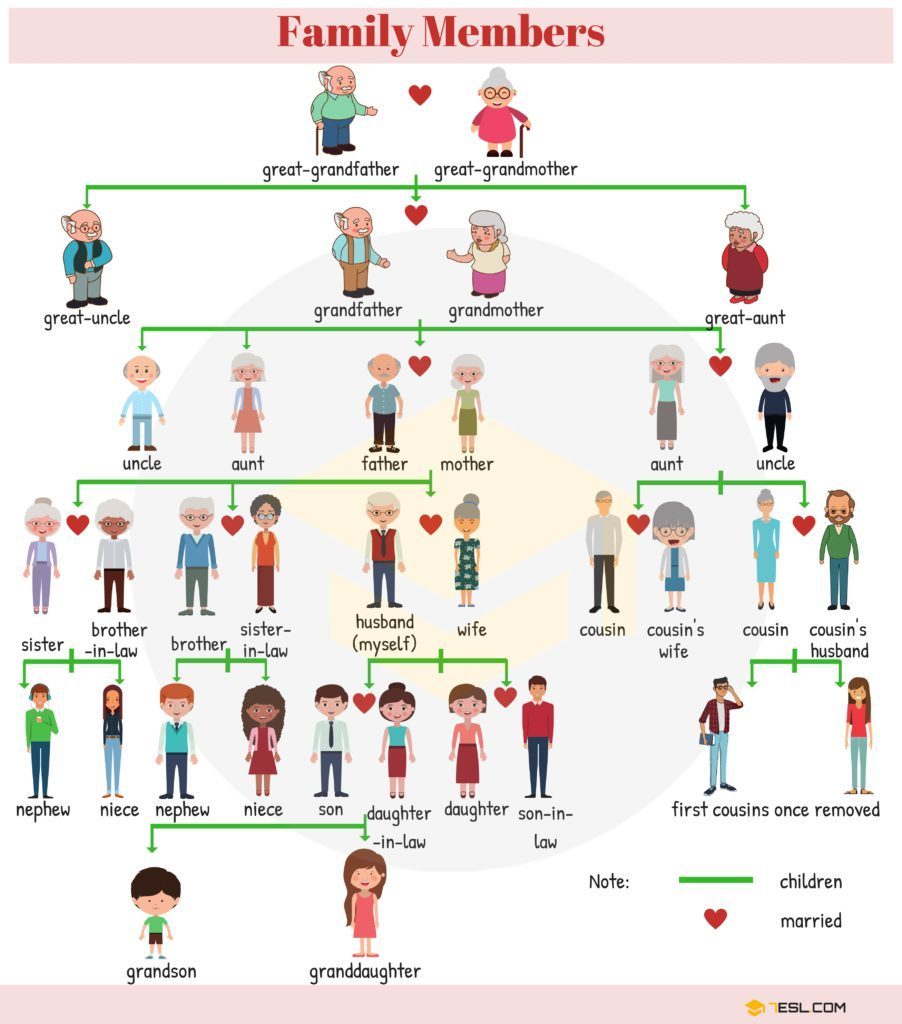 Family Members
great-grandfather great-grandmother
great-uncle grandfather grandmother great-aunt
uncle aunt father mother aunt uncle
sister brother
-in-law brother sister-
in-law husband
(myself) wife cousin cousin's
wife cousin cousin's
husband
nephew niece nephew niece son daughter
-in-law daughter son-in-
law first cousins once removed
Note: children
married
grandson granddaughter
7ESL.COM